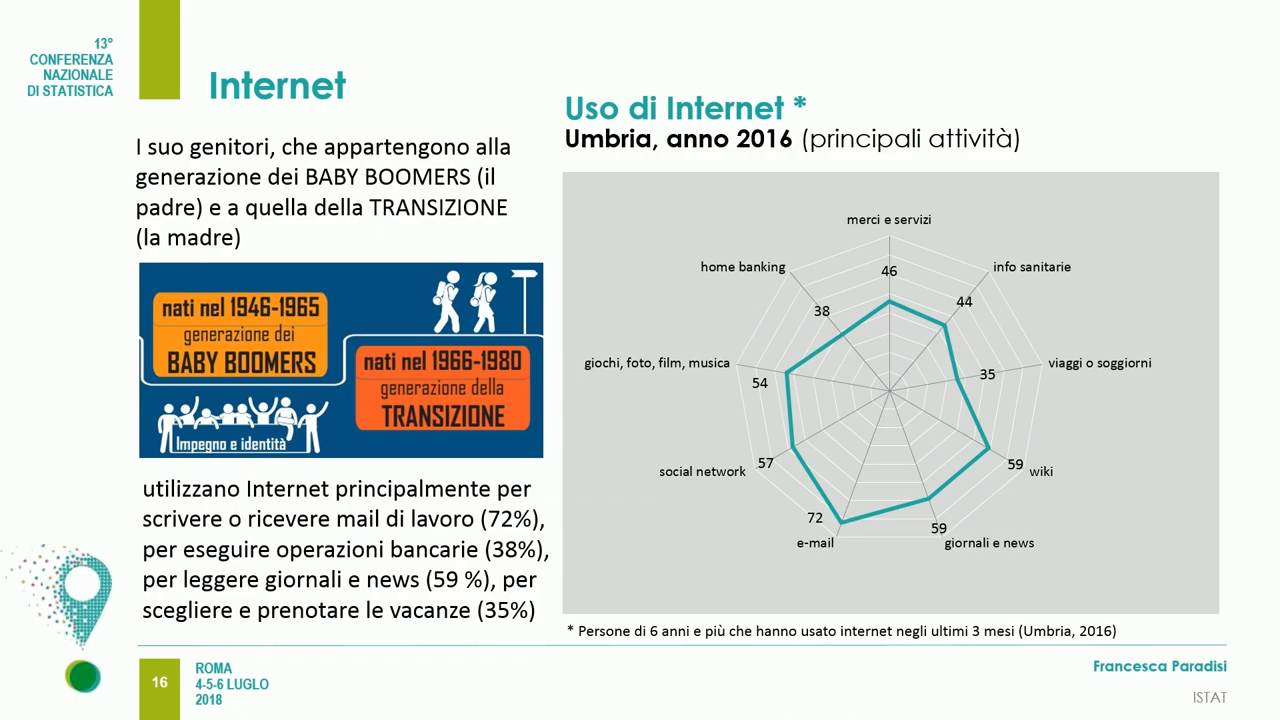 13°
CONFERENZA
NAZIONALE
DI STATISTICA
Internet
I suo genitori, che appartengono alla
generazione dei BABY BOOMERS (il
padre) e a quella della TRANSIZIONE
(la madre)
nati nel 1946-1965
generazione dei
BABY BOOMERS
nati nel 1966-1980
generazione della
TRANSIZIONE
Impegno e identità
utilizzano Internet principalmente per
scrivere o ricevere mail di lavoro (72%),
per eseguire operazioni bancarie (38%),
per leggere giornali e news (59 %), per
scegliere e prenotare le vacanze (35%)
Uso di Internet *
Umbria, anno 2016 (principali attività)
merci e servizi
46
home banking
38
info sanitarie
44
giochi, foto, film, musica
54
viaggi o soggiorni
35
social network
57
59
wiki
72
e-mail
59
giornali e news
* Persone di 6 anni e più che hanno usato internet negli ultimi 3 mesi (Umbria, 2016)
16
ROMA
4-5-6 LUGLIO
2018
Francesca Paradisi
ISTAT